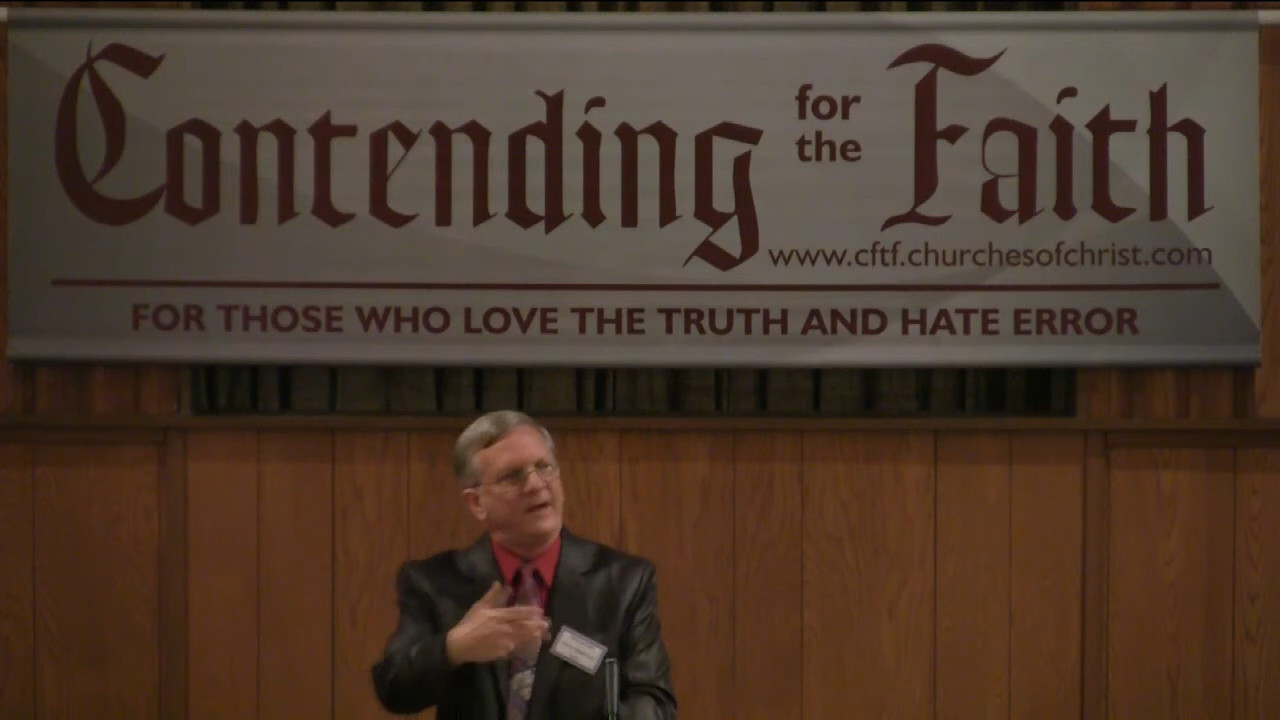 Contending for the Faith
www.cftf.churchesofchrist.com
FOR THOSE WHO LOVE THE TRUTH AND HATE ERROR